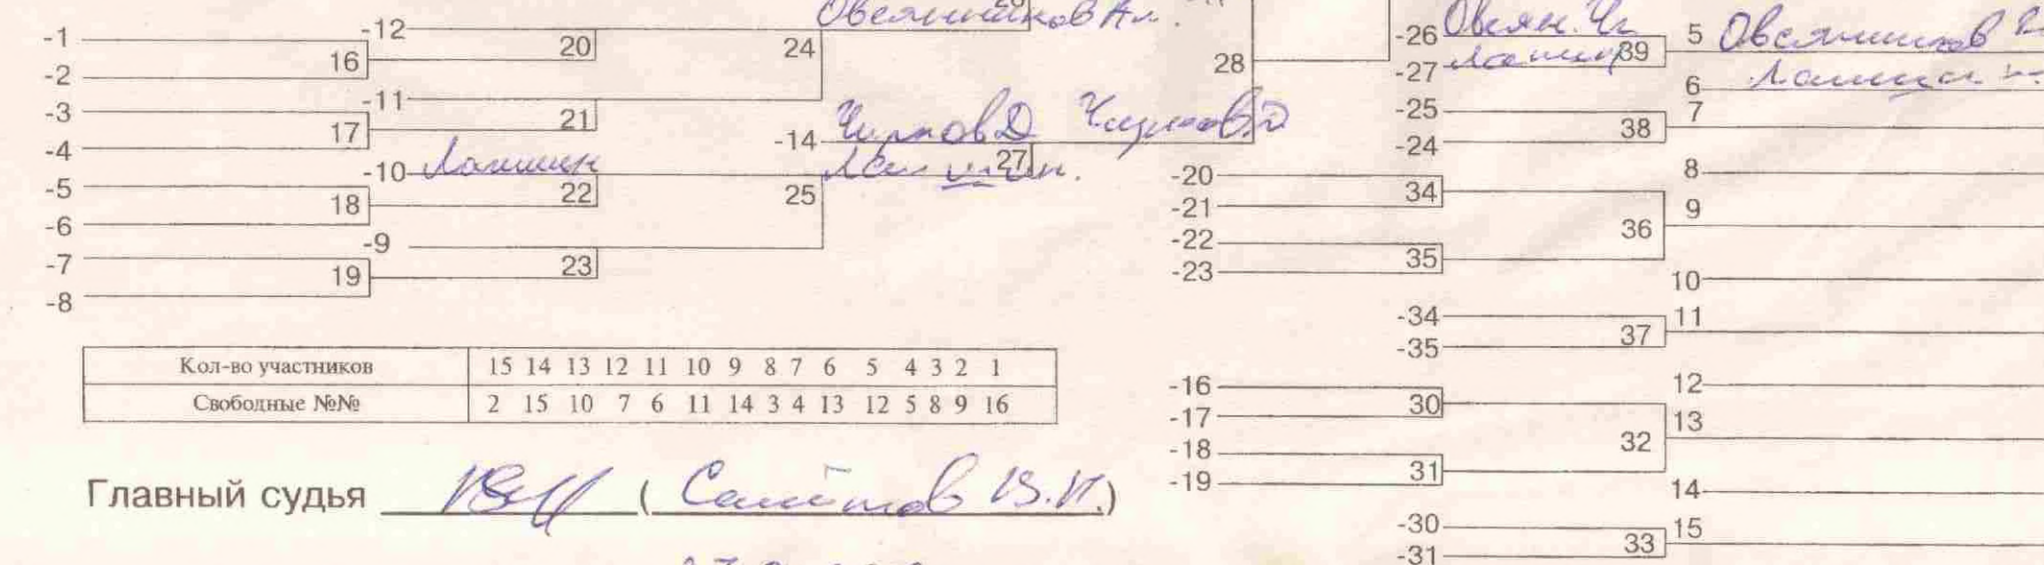 Овсянников Ал.
-1 -12 20 24 28 -26 Овсян. 39 5 Овсянников
-2 16 -27 Лапшин 6 Лапшин
-3 -11 21 -14 Чирков Д Чирков Д -25 38 7
-4 17 -10 Лапшин 22 25 Лапшин. 27 -24
-5 18 -20 34 8
-6 -9 -21 36 9
-7 19 23 -22 35
-8 -23 10
-34 37 11
-35
Кол-во участников 15 14 13 12 11 10 9 8 7 6 5 4 3 2 1
Свободные №№ 2 15 10 7 6 11 14 3 4 13 12 5 8 9 16
-16 30 12
-17 32 13
-18 31
-19 14
Главный судья ( В.И.)
-30 33 15
-31